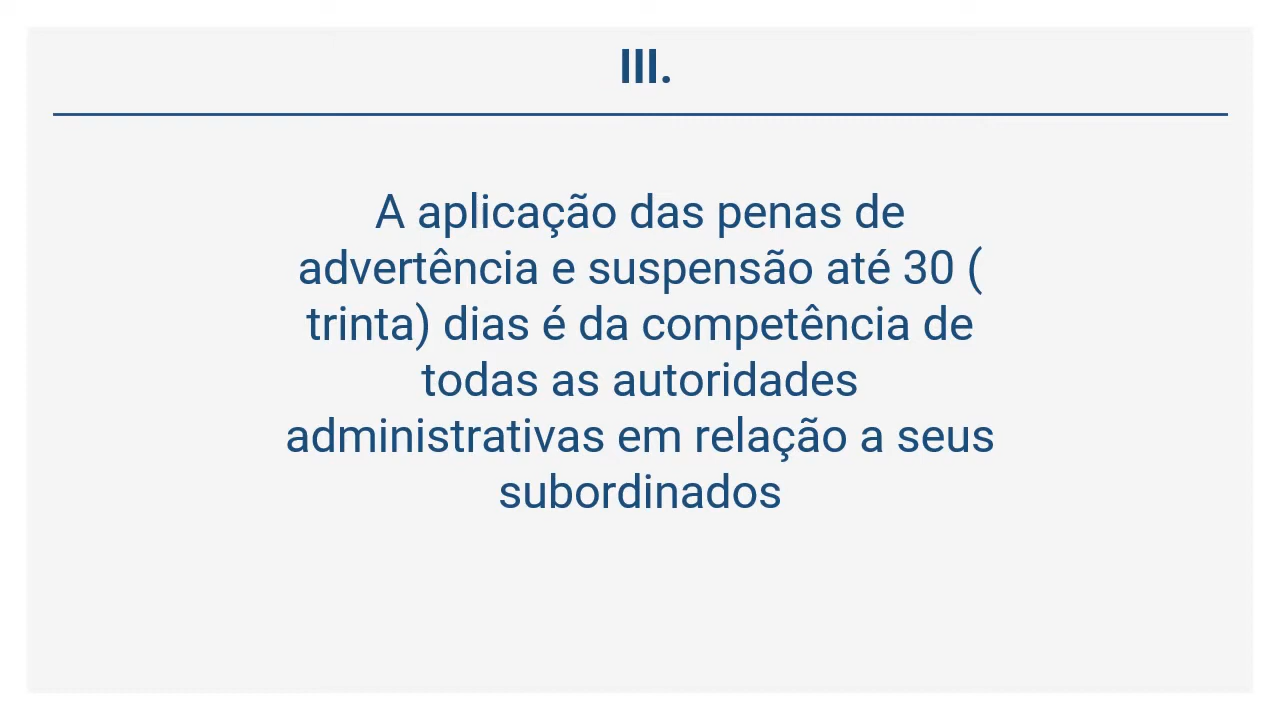 III.
A aplicação das penas de
advertência e suspensão até 30 (
trinta) dias é da competência de
todas as autoridades
administrativas em relação a seus
subordinados